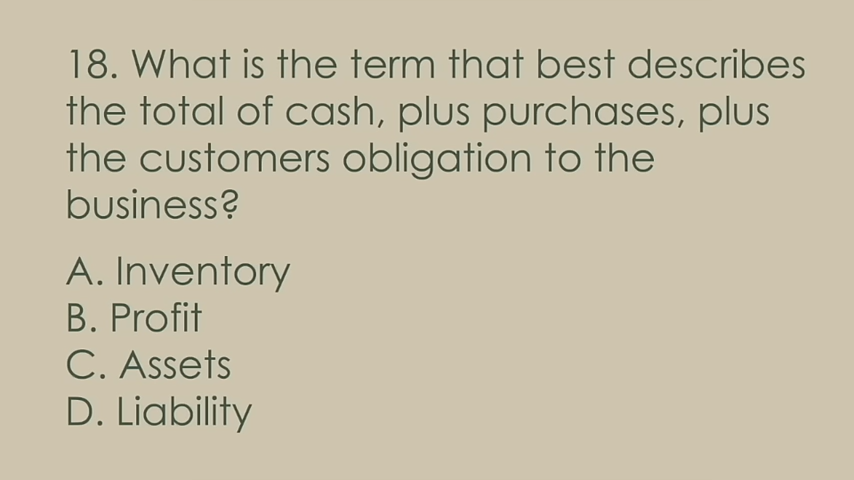 18. What is the term that best describes
the total of cash, plus purchases, plus
the customers obligation to the
business?
A. Inventory
B. Profit
C. Assets
D. Liability